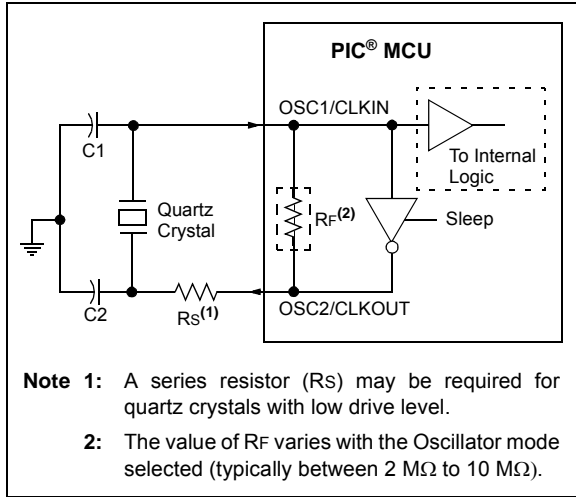 PIC® MCU
OSC1/CLKIN
C1
To Internal
Logic
Quartz
Crystal
RF(2)
Sleep
C2
RS(1)
OSC2/CLKOUT
Note 1: A series resistor (RS) may be required for
quartz crystals with low drive level.
2: The value of RF varies with the Oscillator mode
selected (typically between 2 MΩ to 10 MΩ).